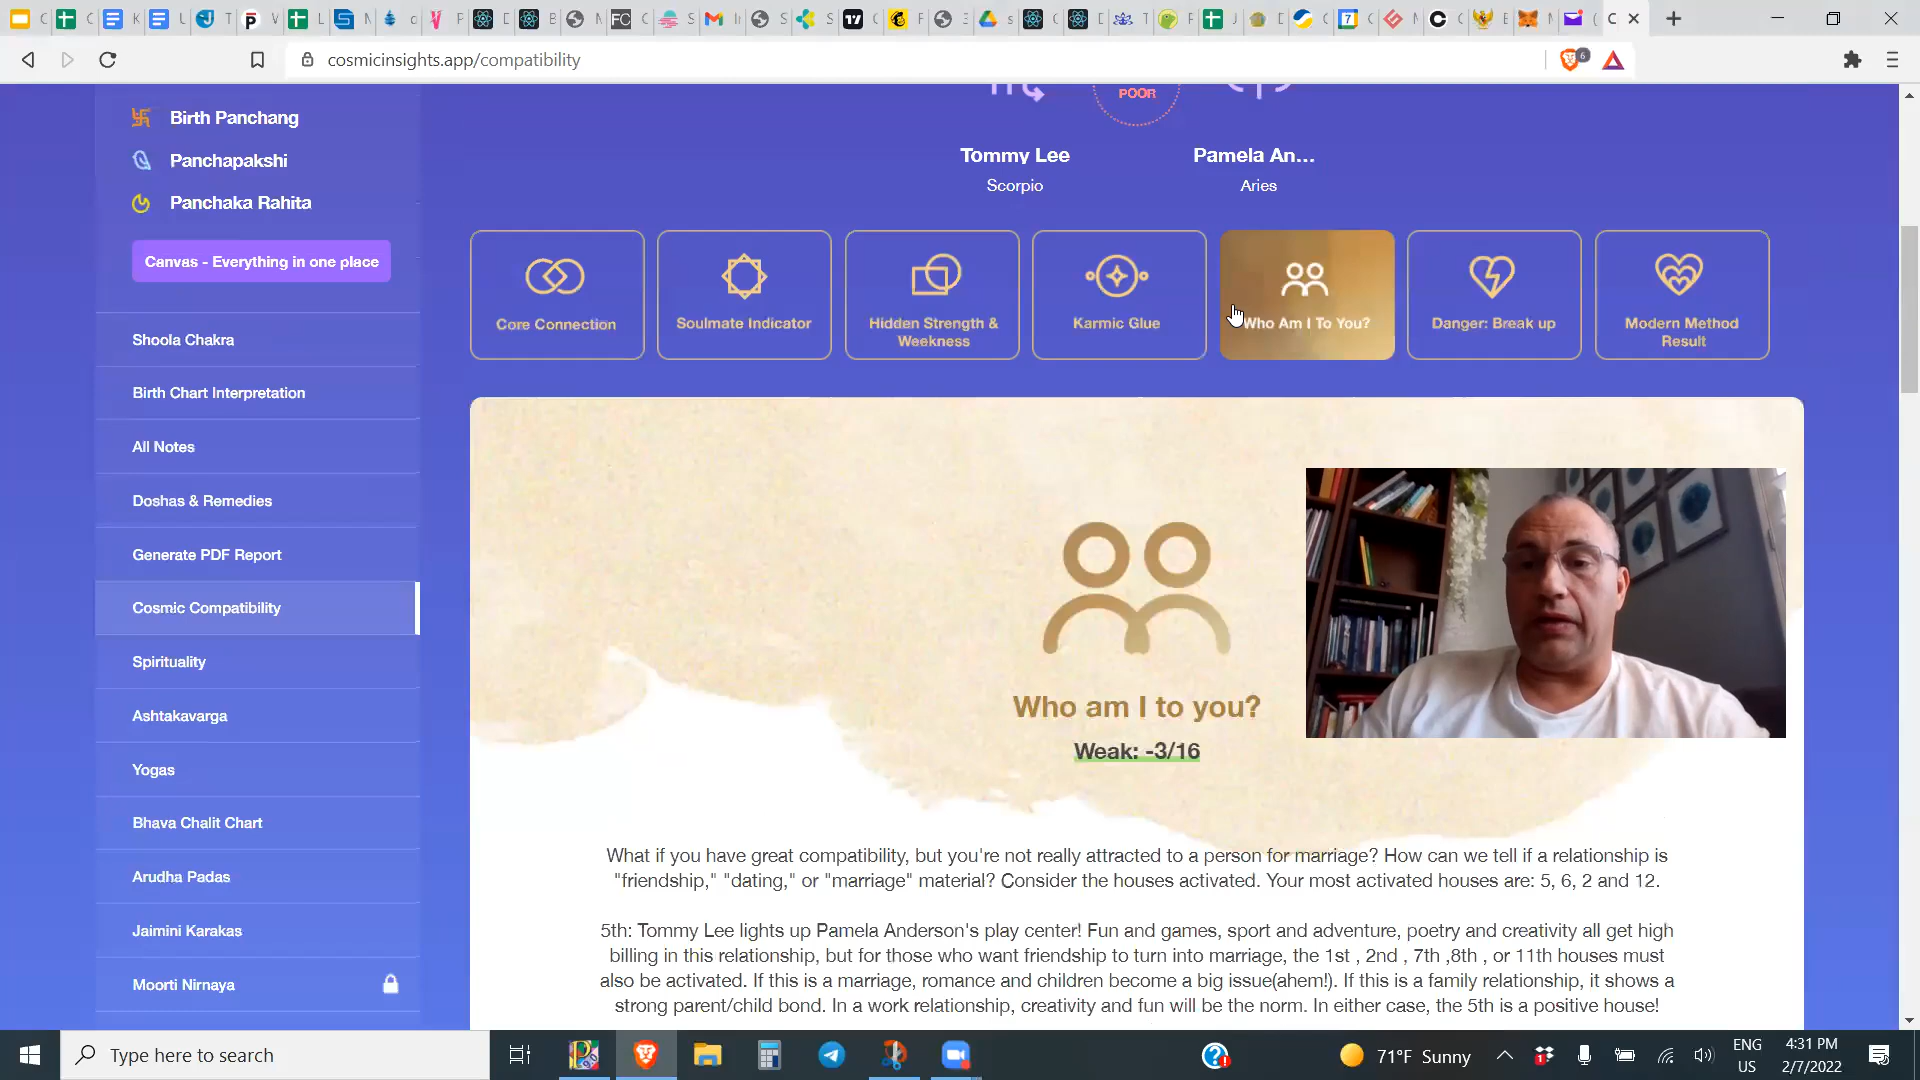 cosmicinsights.app/compatibility
6
Birth Panchang
Panchapakshi
Panchaka Rahita
Canvas - Everything in one place
Shoola Chakra
Birth Chart Interpretation
All Notes
Doshas & Remedies
Generate PDF Report
Cosmic Compatibility
Spirituality
Ashtakavarga
Yogas
Bhava Chalit Chart
Arudha Padas
Jaimini Karakas
Moorti Nirnaya
POOR
Tommy Lee
Scorpio
Pamela An...
Aries
Core Connection
Soulmate Indicator
Hidden Strength &
Weekness
Karmic Glue
Who Am I To You?
Danger: Break up
Modern Method
Result
Who am I to you?
Weak: -3/16
What if you have great compatibility, but you're not really attracted to a person for marriage? How can we tell if a relationship is
"friendship," "dating," or "marriage" material? Consider the houses activated. Your most activated houses are: 5, 6, 2 and 12.
5th: Tommy Lee lights up Pamela Anderson's play center! Fun and games, sport and adventure, poetry and creativity all get high
billing in this relationship, but for those who want friendship to turn into marriage, the 1st , 2nd , 7th ,8th , or 11th houses must
also be activated. If this is a marriage, romance and children become a big issue(ahem!). If this is a family relationship, it shows a
strong parent/child bond. In a work relationship, creativity and fun will be the norm. In either case, the 5th is a positive house!
Type here to search
71°F Sunny
ENG
US
4:31 PM
2/7/2022